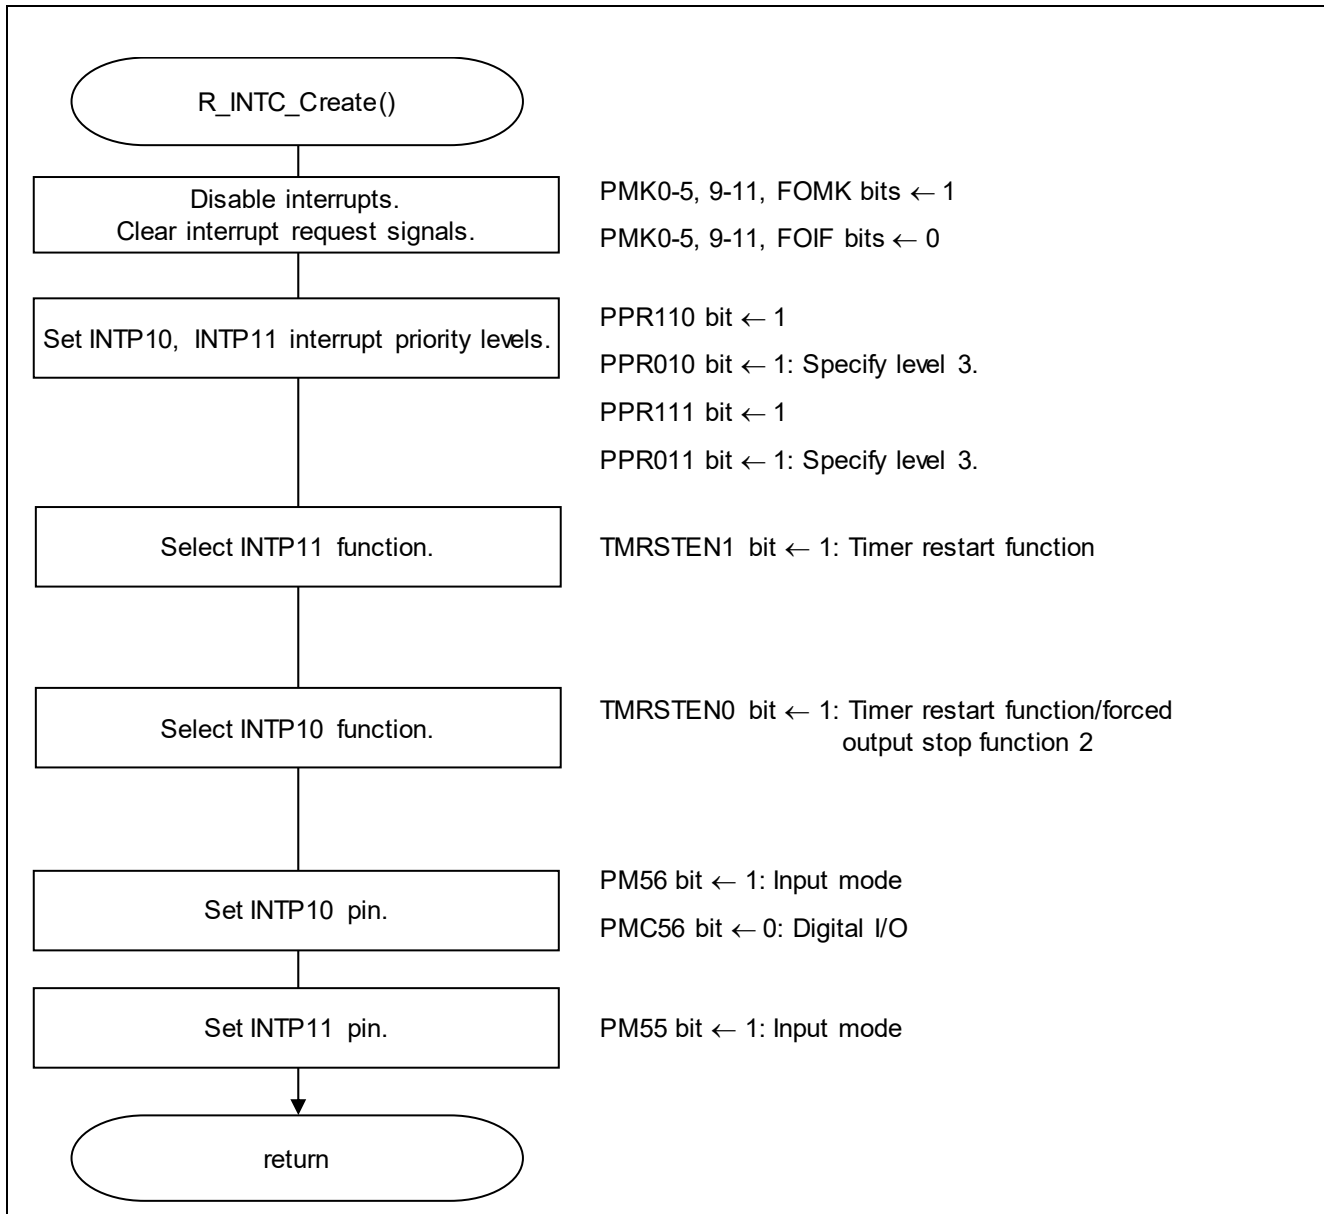 R_INTC_Create()
Disable interrupts.
Clear interrupt request signals.
PMK0-5, 9-11, FOMK bits ← 1
PMK0-5, 9-11, FOIF bits ← 0
Set INTP10, INTP11 interrupt priority levels.
PPR110 bit ← 1
PPR010 bit ← 1: Specify level 3.
PPR111 bit ← 1
PPR011 bit ← 1: Specify level 3.
Select INTP11 function.
TMRSTEN1 bit ← 1: Timer restart function
Select INTP10 function.
TMRSTEN0 bit ← 1: Timer restart function/forced
output stop function 2
Set INTP10 pin.
PM56 bit ← 1: Input mode
PMC56 bit ← 0: Digital I/O
Set INTP11 pin.
PM55 bit ← 1: Input mode
return